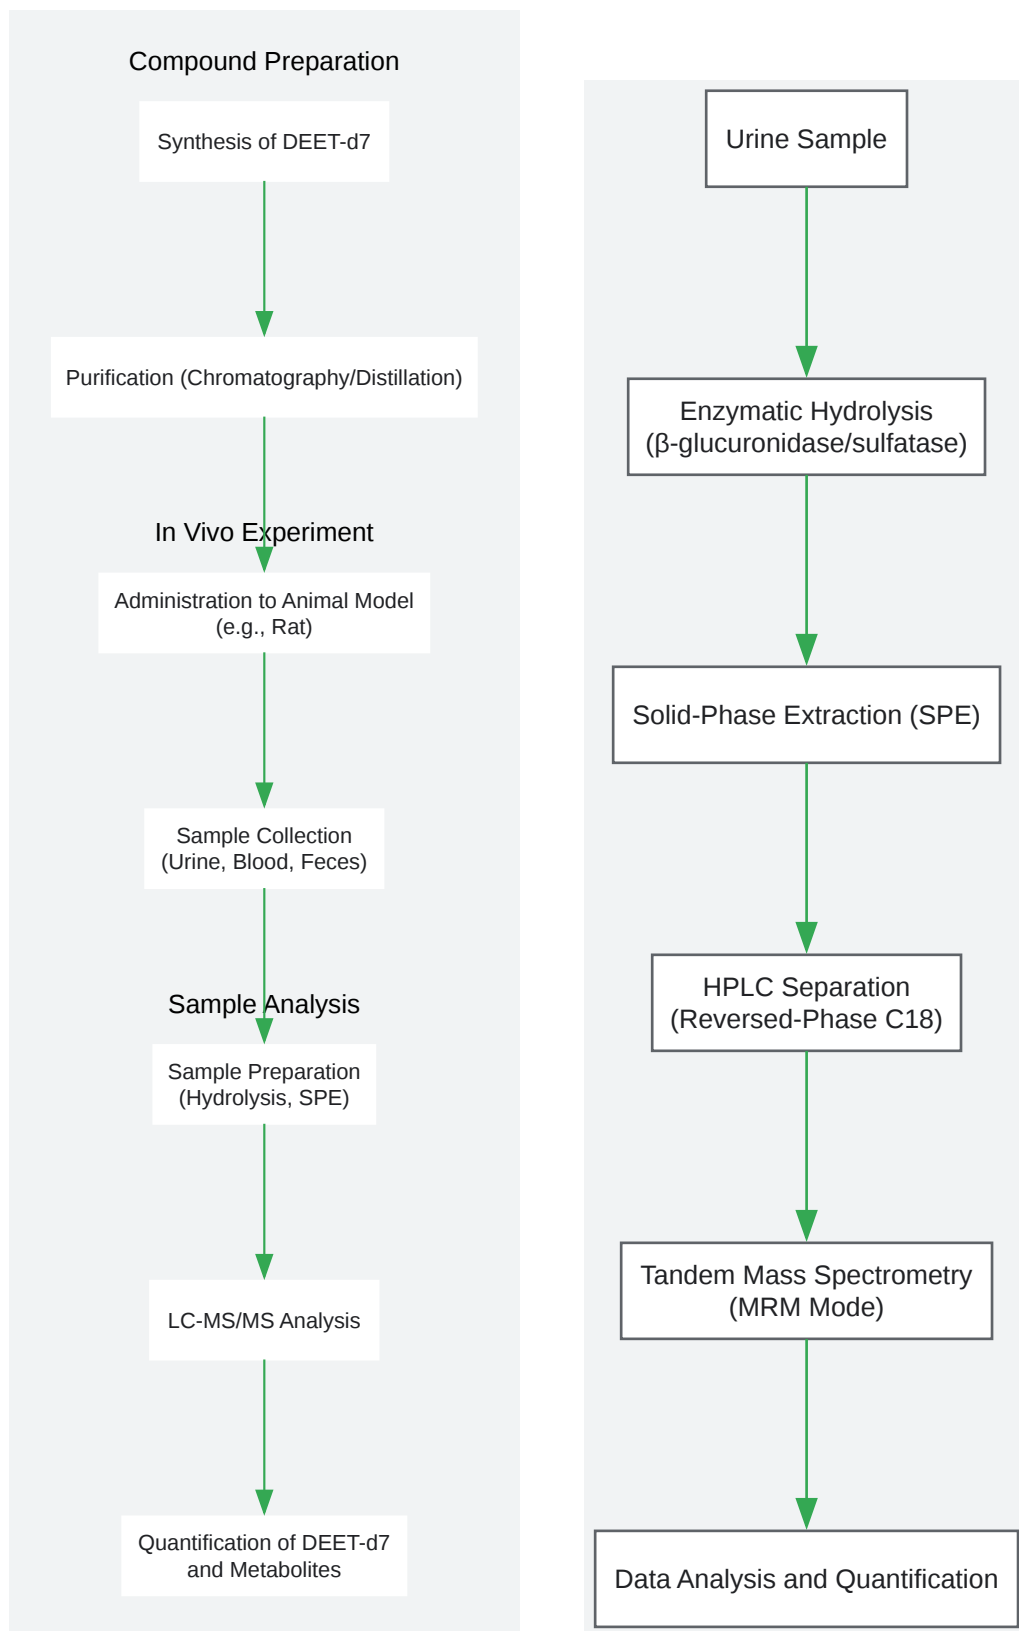 Compound Preparation
Synthesis of DEET-d7
Purification (Chromatography/Distillation)
In Vivo Experiment
Administration to Animal Model
(e.g., Rat)
Sample Collection
(Urine, Blood, Feces)
Sample Analysis
Sample Preparation
(Hydrolysis, SPE)
LC-MS/MS Analysis
Quantification of DEET-d7
and Metabolites
Urine Sample
Enzymatic Hydrolysis
(β-glucuronidase/sulfatase)
Solid-Phase Extraction (SPE)
HPLC Separation
(Reversed-Phase C18)
Tandem Mass Spectrometry
(MRM Mode)
Data Analysis and Quantification